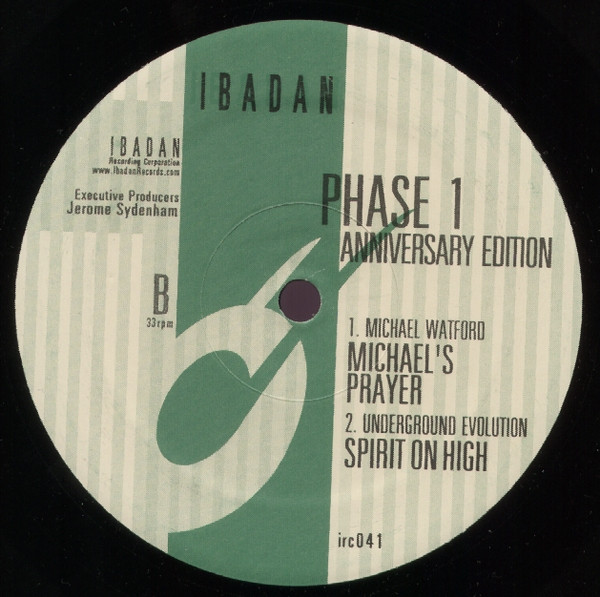 IBADAN
IBADAN
Recording Corporation
www.IbadanRecords.com
Executive Producers
Jerome Sydenham
B
33rpm
PHASE 1
ANNIVERSARY EDITION
1. MICHAEL WATFORD
MICHAEL'S
PRAYER
2. UNDERGROUND EVOLUTION
SPIRIT ON HIGH
irc041